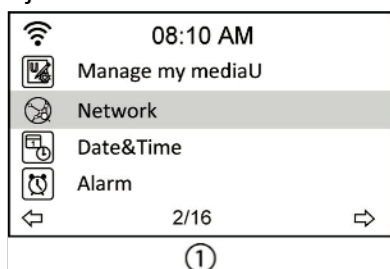 08:10 AM
Manage my mediaU
Network
Date&Time
Alarm
2/16
①